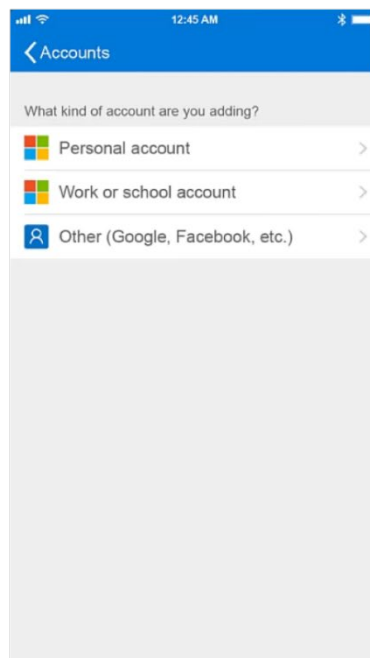 12:45 AM
Accounts
What kind of account are you adding?
Personal account
Work or school account
Other (Google, Facebook, etc.)